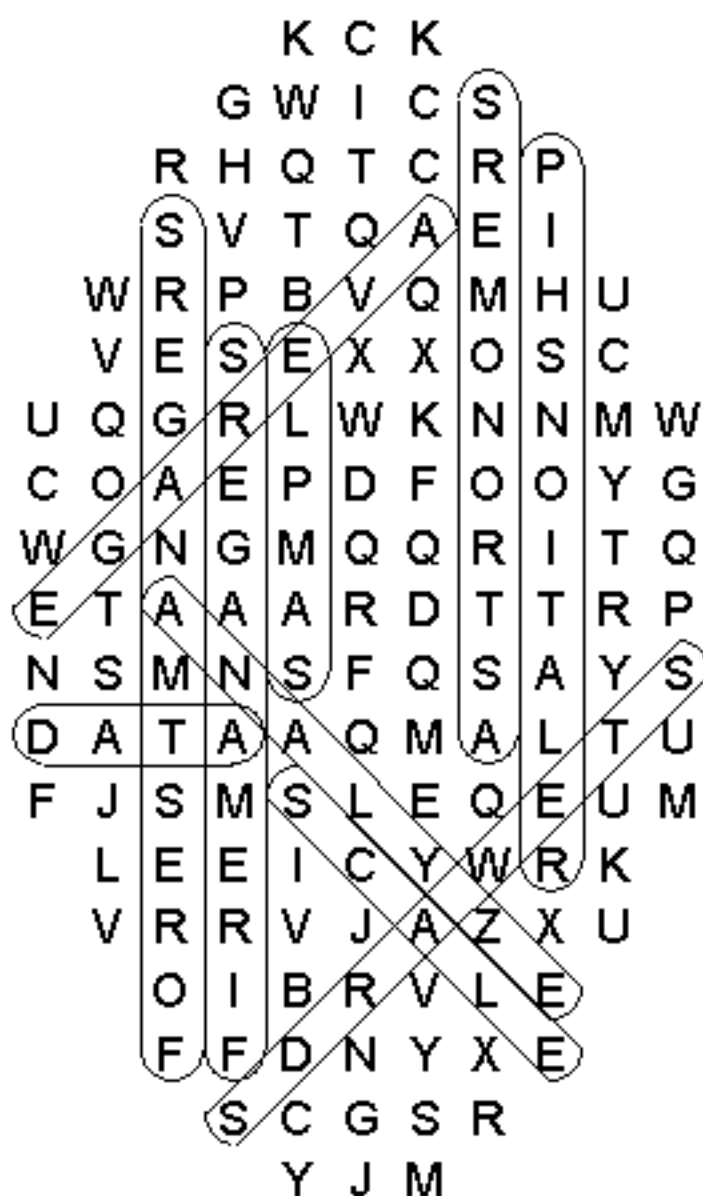 K C K
G W I C S
R H Q T C R P
S V T Q A E I
W R P B V Q M H U
V E S E X X O S C
U Q G R L W K N N M W
C O A E P D F O O Y G
W G N G M Q Q R I T Q
E T A A A R D T T R P
N S M N S F Q S A Y S
D A T A A Q M A L T U
F J S M S L E Q E U M
L E E I C Y W R K
V R R V J A Z X U
O I B R V L E
F F D N Y X E
S C G S R
Y J M